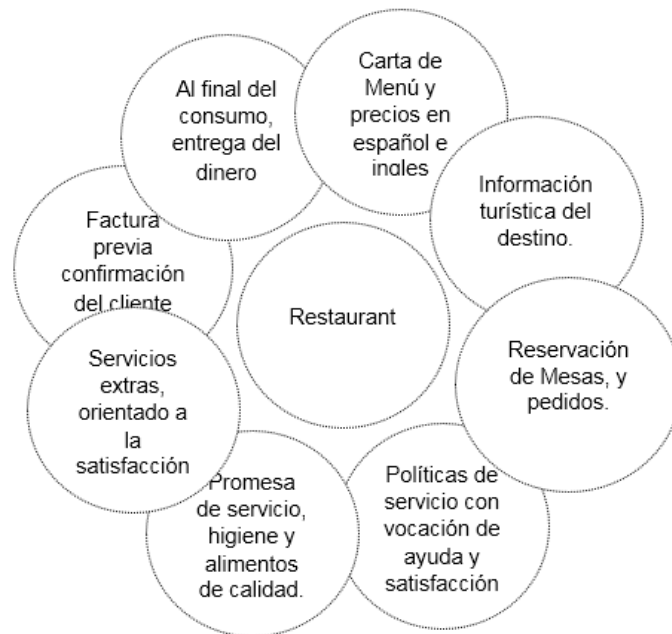 Carta de
Menú y
precios en
español e
ingles
Información
turística del
destino.
Reservación
de Mesas, y
pedidos.
Políticas de
servicio con
vocación de
ayuda y
satisfacción
Promesa
de servicio,
higiene y
alimentos
de calidad.
Servicios
extras,
orientado a
la
satisfacción
Factura
previa
confirmación
del cliente
Al final del
consumo,
entrega del
dinero
Restaurant